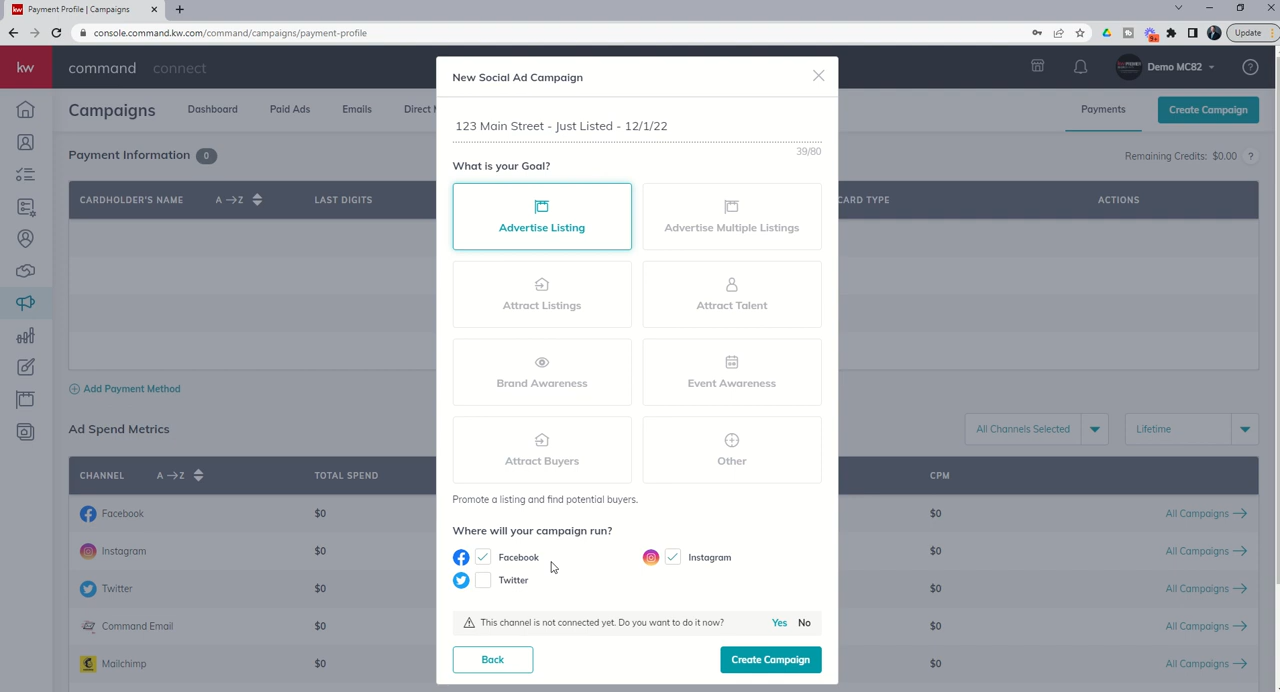 kw Payment Profile | Campaigns
console.command.kw.com/command/campaigns/payment-profile
9+
Update
kw
command connect
Demo MC82
?
Campaigns
Dashboard
Paid Ads
Emails
Direct M
Payments
Create Campaign
Payment Information 0
Remaining Credits: $0.00 ?
CARDHOLDER'S NAME A→Z LAST DIGITS CARD TYPE ACTIONS
Add Payment Method
Ad Spend Metrics
All Channels Selected
Lifetime
CHANNEL A→Z TOTAL SPEND CPM
Facebook $0 $0 All Campaigns
Instagram $0 $0 All Campaigns
Twitter $0 $0 All Campaigns
Command Email $0 $0 All Campaigns
Mailchimp $0 $0 All Campaigns
New Social Ad Campaign
123 Main Street - Just Listed - 12/1/22
39/80
What is your Goal?
Advertise Listing
Advertise Multiple Listings
Attract Listings
Attract Talent
Brand Awareness
Event Awareness
Attract Buyers
Other
Promote a listing and find potential buyers.
Where will your campaign run?
Facebook
Instagram
Twitter
This channel is not connected yet. Do you want to do it now? Yes No
Back
Create Campaign